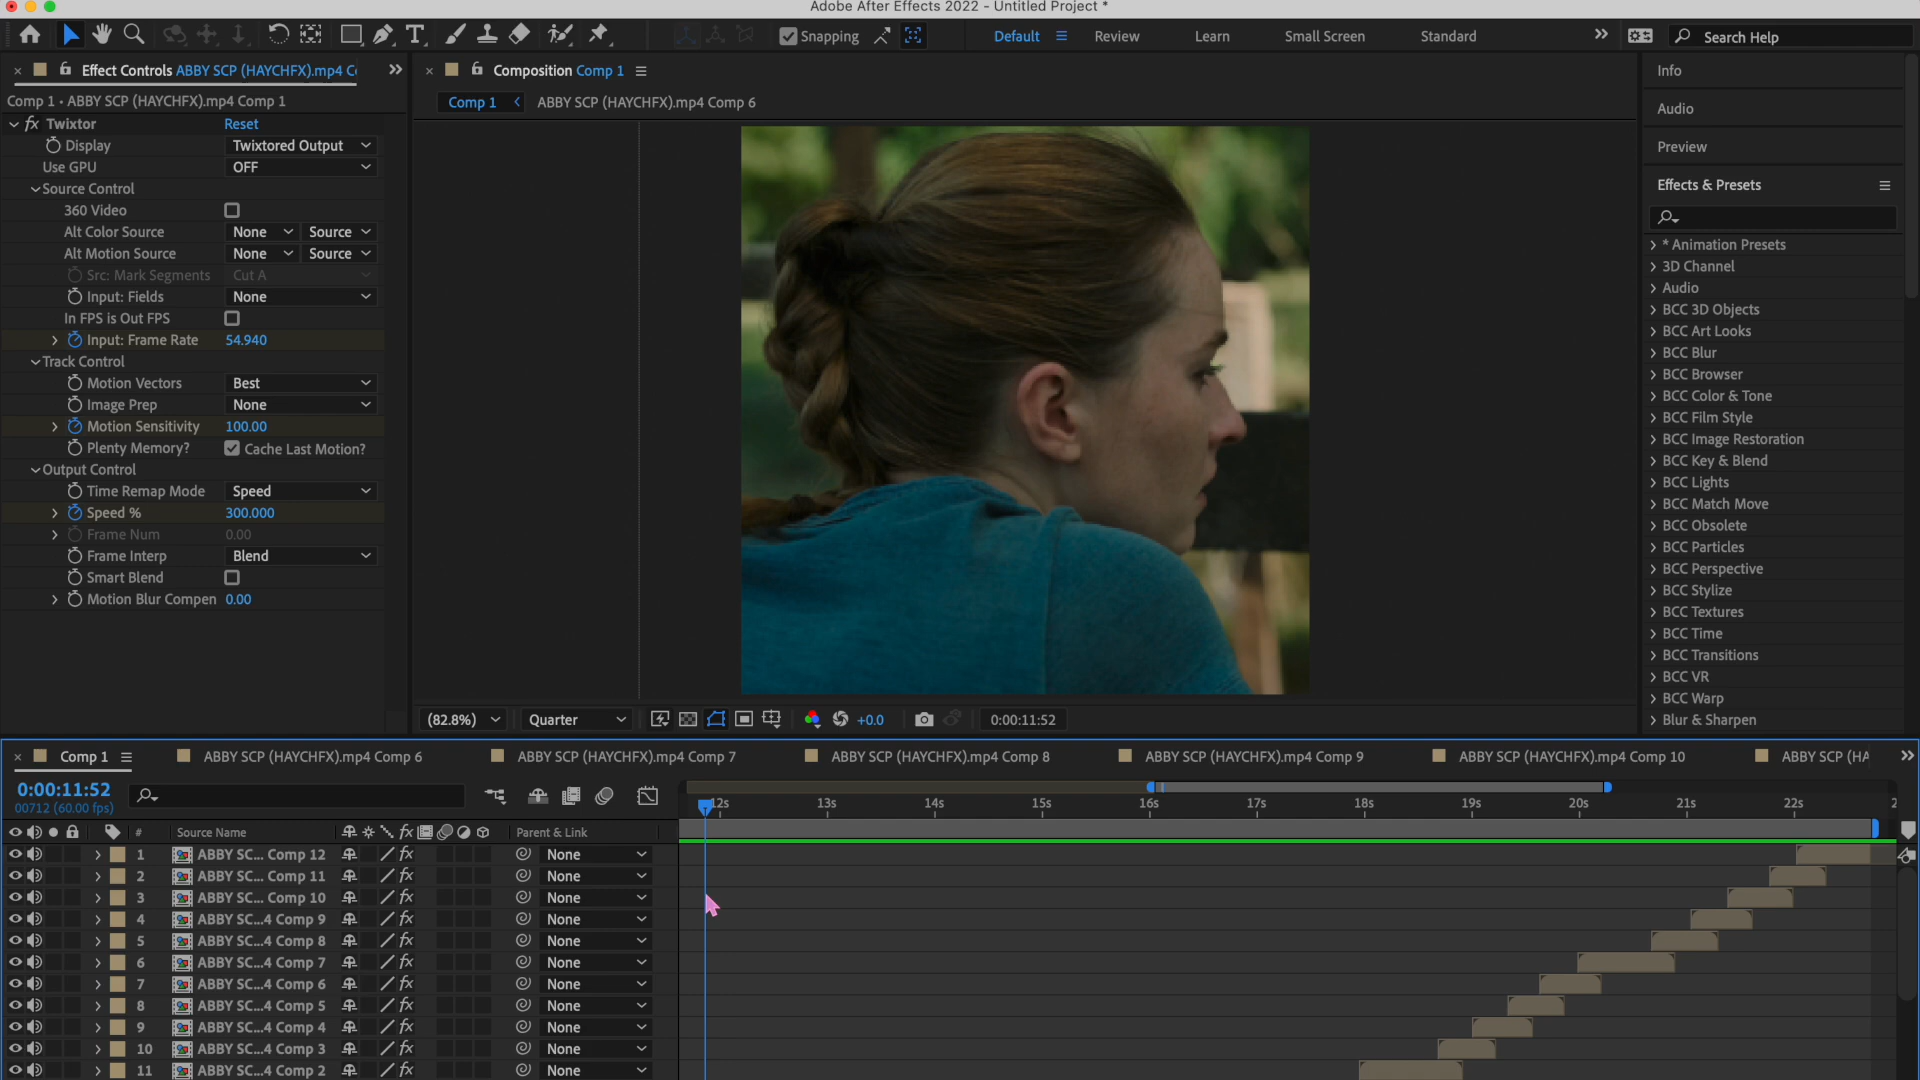 Adobe After Effects 2022 - Untitled Project *
Snapping
Default
Review
Learn
Small Screen
Standard
Search Help
Effect Controls ABBY SCP (HAYCHFX).mp4 C
Comp 1 • ABBY SCP (HAYCHFX).mp4 Comp 1
fx Twixtor Reset
Display Twixtored Output
Use GPU OFF
Source Control
360 Video
Alt Color Source None Source
Alt Motion Source None Source
Src: Mark Segments Cut A
Input: Fields None
In FPS is Out FPS
Input: Frame Rate 54.940
Track Control
Motion Vectors Best
Image Prep None
Motion Sensitivity 100.00
Plenty Memory? Cache Last Motion?
Output Control
Time Remap Mode Speed
Speed % 300.000
Frame Num 0.00
Frame Interp Blend
Smart Blend
Motion Blur Compen 0.00
Composition Comp 1
Comp 1 ABBY SCP (HAYCHFX).mp4 Comp 6
(82.8%) Quarter +0.0 0:00:11:52
Info
Audio
Preview
Effects & Presets
* Animation Presets
3D Channel
Audio
BCC 3D Objects
BCC Art Looks
BCC Blur
BCC Browser
BCC Color & Tone
BCC Film Style
BCC Image Restoration
BCC Key & Blend
BCC Lights
BCC Match Move
BCC Obsolete
BCC Particles
BCC Perspective
BCC Stylize
BCC Textures
BCC Time
BCC Transitions
BCC VR
BCC Warp
Blur & Sharpen
Comp 1 ABBY SCP (HAYCHFX).mp4 Comp 6 ABBY SCP (HAYCHFX).mp4 Comp 7 ABBY SCP (HAYCHFX).mp4 Comp 8 ABBY SCP (HAYCHFX).mp4 Comp 9 ABBY SCP (HAYCHFX).mp4 Comp 10 ABBY SCP (HA
0:00:11:52
00712 (60.00 fps)
12s 13s 14s 15s 16s 17s 18s 19s 20s 21s 22s 2
# Source Name fx Parent & Link
1 ABBY SC... Comp 12 fx None
2 ABBY SC... Comp 11 fx None
3 ABBY SC... Comp 10 fx None
4 ABBY SC...4 Comp 9 fx None
5 ABBY SC...4 Comp 8 fx None
6 ABBY SC...4 Comp 7 fx None
7 ABBY SC...4 Comp 6 fx None
8 ABBY SC...4 Comp 5 fx None
9 ABBY SC...4 Comp 4 fx None
10 ABBY SC...4 Comp 3 fx None
11 ABBY SC...4 Comp 2 fx None